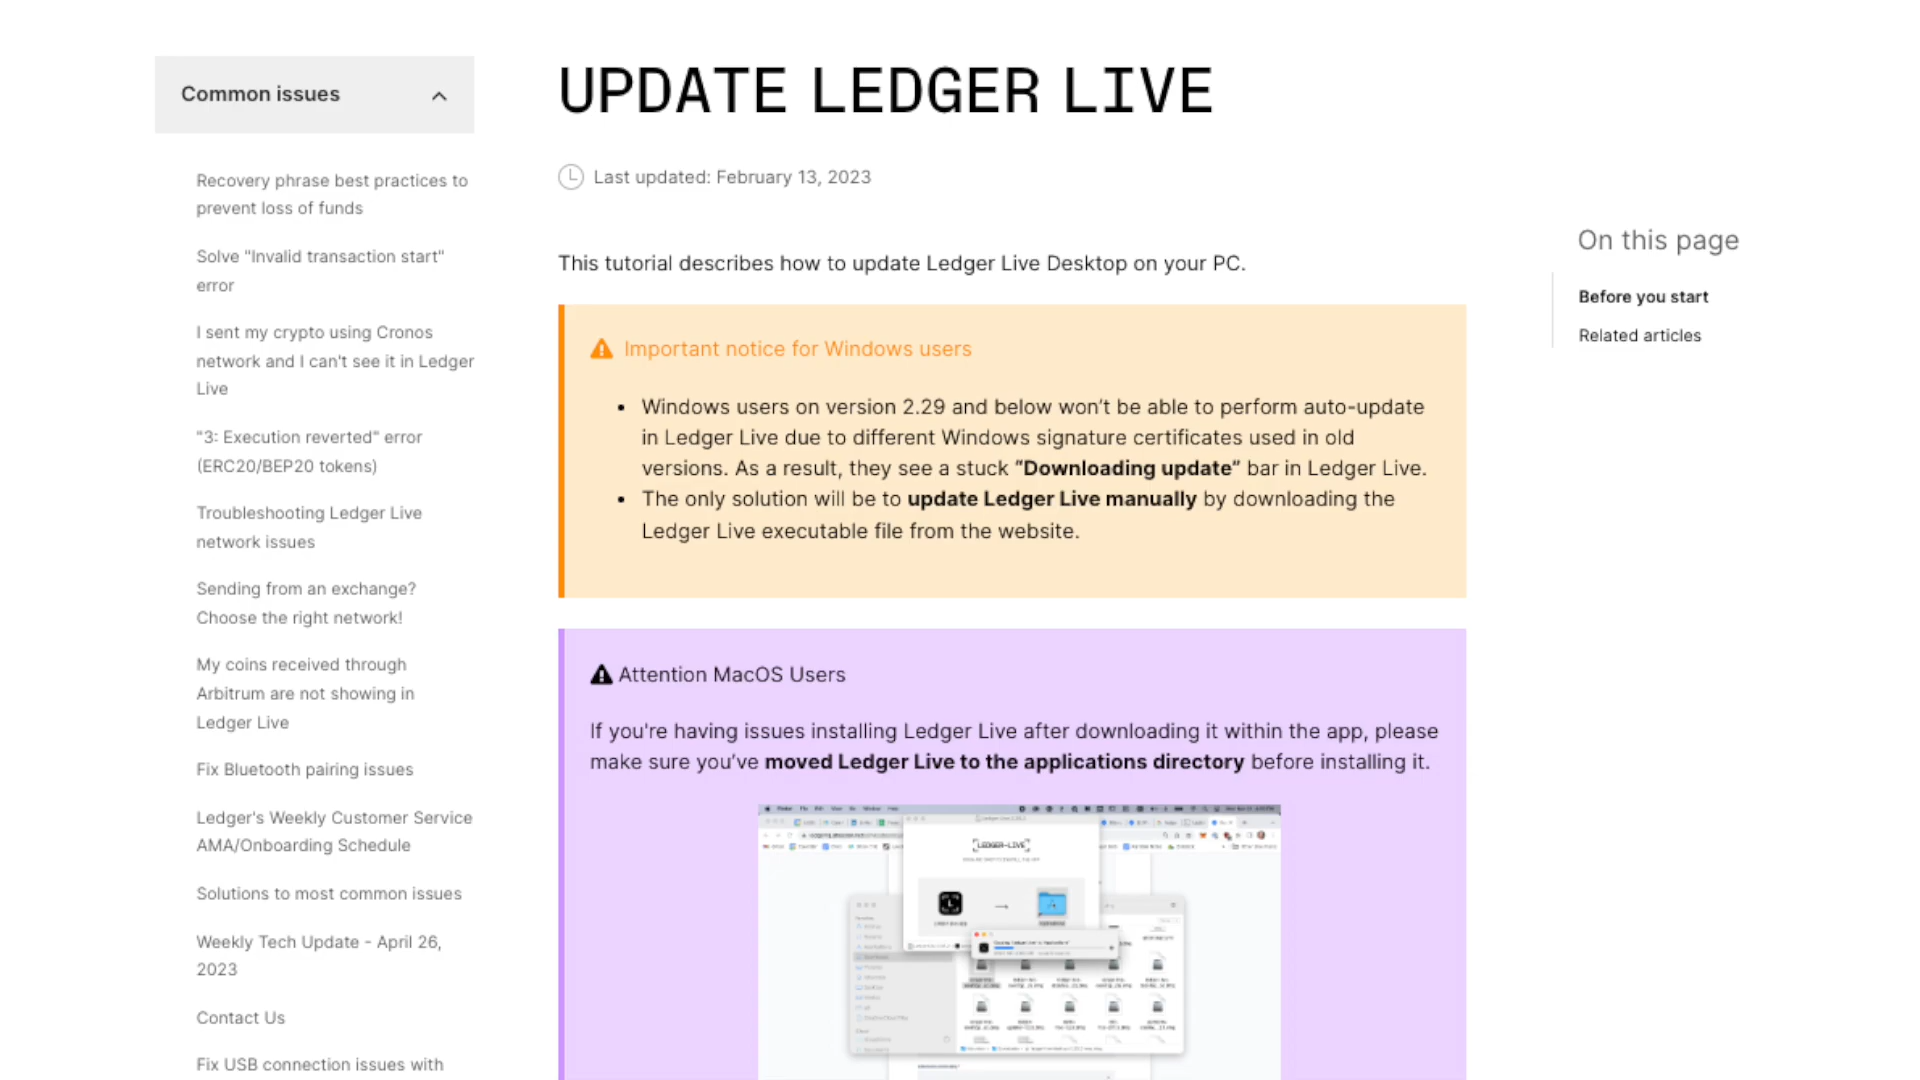 Common issues
Recovery phrase best practices to
prevent loss of funds
Solve "Invalid transaction start"
error
I sent my crypto using Cronos
network and I can't see it in Ledger
Live
"3: Execution reverted" error
(ERC20/BEP20 tokens)
Troubleshooting Ledger Live
network issues
Sending from an exchange?
Choose the right network!
My coins received through
Arbitrum are not showing in
Ledger Live
Fix Bluetooth pairing issues
Ledger's Weekly Customer Service
AMA/Onboarding Schedule
Solutions to most common issues
Weekly Tech Update - April 26,
2023
Contact Us
Fix USB connection issues with
UPDATE LEDGER LIVE
Last updated: February 13, 2023
This tutorial describes how to update Ledger Live Desktop on your PC.
Important notice for Windows users
• Windows users on version 2.29 and below won’t be able to perform auto-update
in Ledger Live due to different Windows signature certificates used in old
versions. As a result, they see a stuck “Downloading update” bar in Ledger Live.
• The only solution will be to update Ledger Live manually by downloading the
Ledger Live executable file from the website.
Attention MacOS Users
If you're having issues installing Ledger Live after downloading it within the app, please
make sure you’ve moved Ledger Live to the applications directory before installing it.
LEDGER-LIVE
On this page
Before you start
Related articles